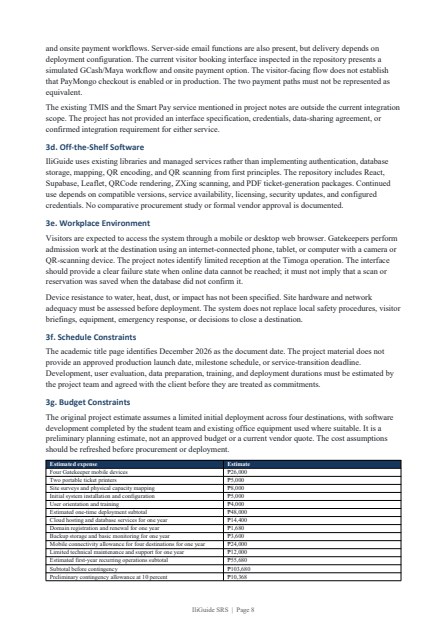 and onsite payment workflows. Server-side email functions are also present, but delivery depends on
deployment configuration. The current visitor booking interface inspected in the repository presents a
simulated GCash/Maya workflow and onsite payment option. The visitor-facing flow does not establish
that PayMongo checkout is enabled or in production. The two payment paths must not be represented as
equivalent.
The existing TMIS and the Smart Pay service mentioned in project notes are outside the current integration
scope. The project has not provided an interface specification, credentials, data-sharing agreement, or
confirmed integration requirement for either service.
3d. Off-the-Shelf Software
IliGuide uses existing libraries and managed services rather than implementing authentication, database
storage, mapping, QR encoding, and QR scanning from first principles. The repository includes React,
Supabase, Leaflet, QRCode rendering, ZXing scanning, and PDF ticket-generation packages. Continued
use depends on compatible versions, service availability, licensing, security updates, and configured
credentials. No comparative procurement study or formal vendor approval is documented.
3e. Workplace Environment
Visitors are expected to access the system through a mobile or desktop web browser. Gatekeepers perform
admission work at the destination using an internet-connected phone, tablet, or computer with a camera or
QR-scanning device. The project notes identify limited reception at the Timoga operation. The interface
should provide a clear failure state when online data cannot be reached; it must not imply that a scan or
reservation was saved when the database did not confirm it.
Device resistance to water, heat, dust, or impact has not been specified. Site hardware and network
adequacy must be assessed before deployment. The system does not replace local safety procedures, visitor
briefings, equipment, emergency response, or decisions to close a destination.
3f. Schedule Constraints
The academic title page identifies December 2026 as the document date. The project material does not
provide an approved production launch date, milestone schedule, or service-transition deadline.
Development, user evaluation, data preparation, training, and deployment durations must be estimated by
the project team and agreed with the client before they are treated as commitments.
3g. Budget Constraints
The original project estimate assumes a limited initial deployment across four destinations, with software
development completed by the student team and existing office equipment used where suitable. It is a
preliminary planning estimate, not an approved budget or a current vendor quote. The cost assumptions
should be refreshed before procurement or deployment.
Estimated expense Estimate
Four Gatekeeper mobile devices ₱26,000
Two portable ticket printers ₱5,000
Site surveys and physical capacity mapping ₱8,000
Initial system installation and configuration ₱5,000
User orientation and training ₱4,000
Estimated one-time deployment subtotal ₱48,000
Cloud hosting and database services for one year ₱14,400
Domain registration and renewal for one year ₱1,680
Backup storage and basic monitoring for one year ₱3,600
Mobile connectivity allowance for four destinations for one year ₱24,000
Limited technical maintenance and support for one year ₱12,000
Estimated first-year recurring operations subtotal ₱55,680
Subtotal before contingency ₱103,680
Preliminary contingency allowance at 10 percent ₱10,368
IliGuide SRS | Page 8